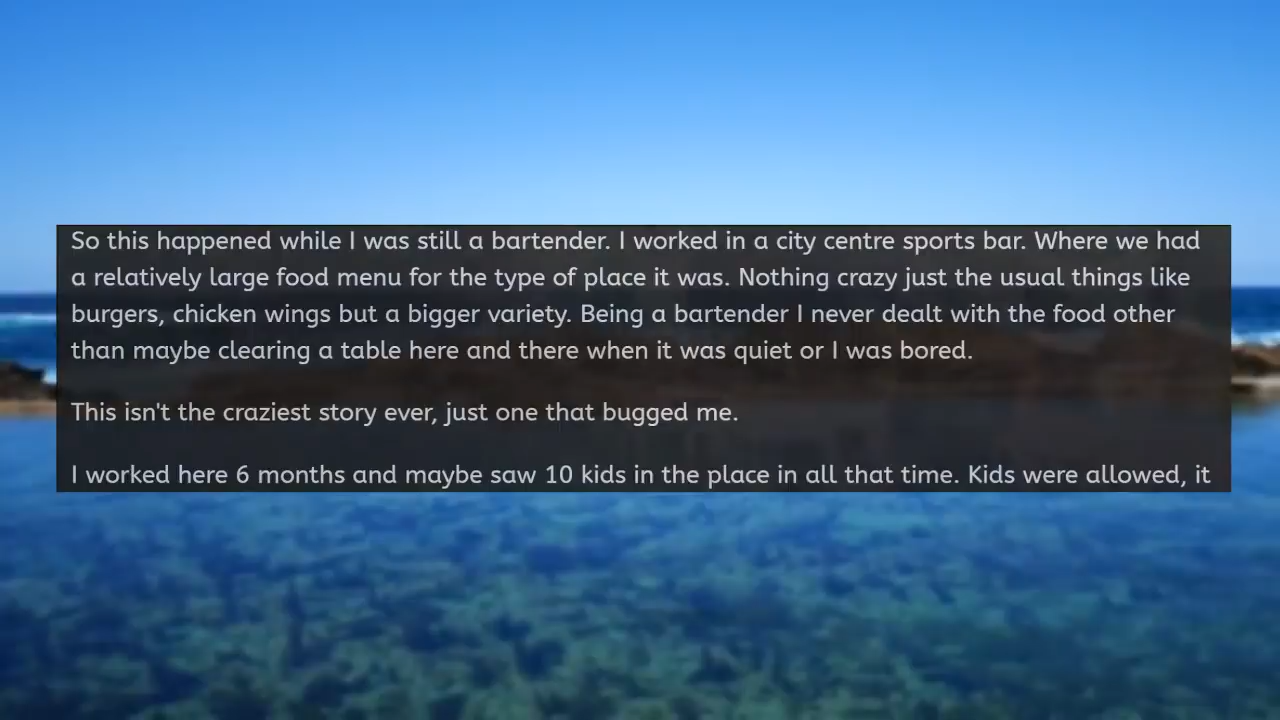 So this happened while I was still a bartender. I worked in a city centre sports bar. Where we had
a relatively large food menu for the type of place it was. Nothing crazy just the usual things like
burgers, chicken wings but a bigger variety. Being a bartender I never dealt with the food other
than maybe clearing a table here and there when it was quiet or I was bored.
This isn't the craziest story ever, just one that bugged me.
I worked here 6 months and maybe saw 10 kids in the place in all that time. Kids were allowed, it